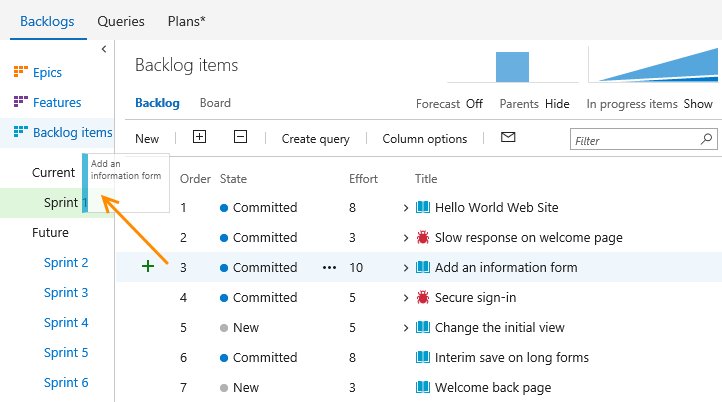 Backlogs Queries Plans*
Epics
Features
Backlog items
Current
Sprint 1
Future
Sprint 2
Sprint 3
Sprint 4
Sprint 5
Sprint 6
Add an
information form
Backlog items
Backlog Board
Forecast Off Parents Hide In progress items Show
New Create query Column options Filter
Order State Effort Title
1 Committed 8 Hello World Web Site
2 Committed 3 Slow response on welcome page
3 Committed ••• 10 Add an information form
4 Committed 5 Secure sign-in
5 New 5 Change the initial view
6 Committed 8 Interim save on long forms
7 New 3 Welcome back page